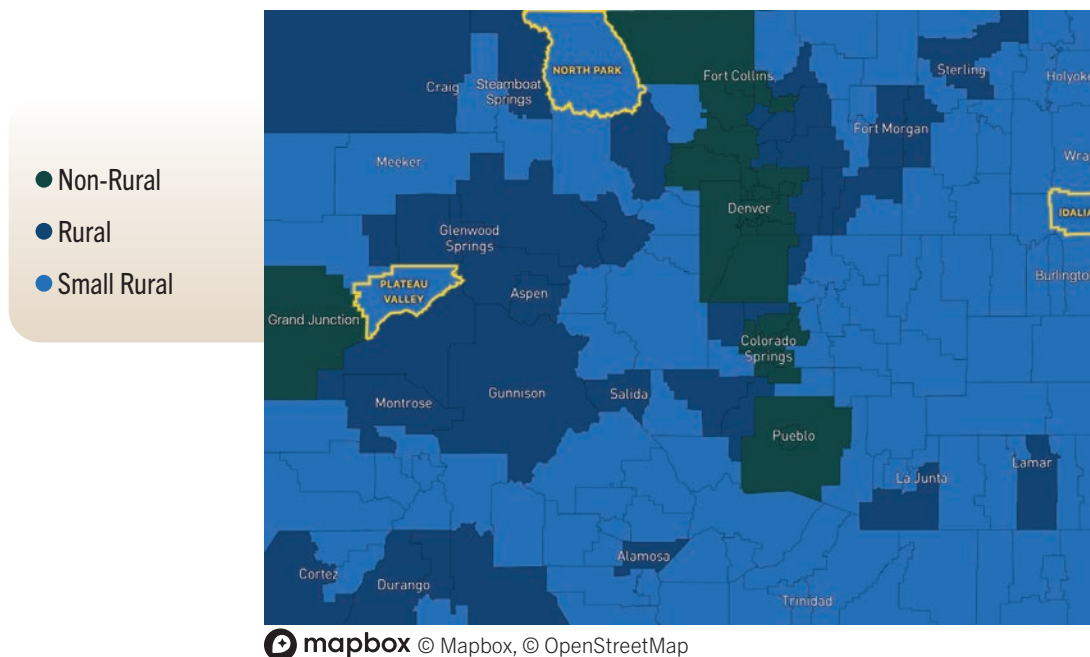 Non-Rural
Rural
Small Rural
NORTH PARK
Fort Collins
Sterling
Craig
Steamboat
Springs
Holyoke
Fort Morgan
Meeker
Wra
Denver
IDALIA
Glenwood
Springs
PLATEAU
VALLEY
Aspen
Burlington
Grand Junction
Colorado
Springs
Montrose
Gunnison
Salida
Pueblo
La Junta
Lamar
Alamosa
Cortez
Durango
Trinidad
mapbox © Mapbox, © OpenStreetMap